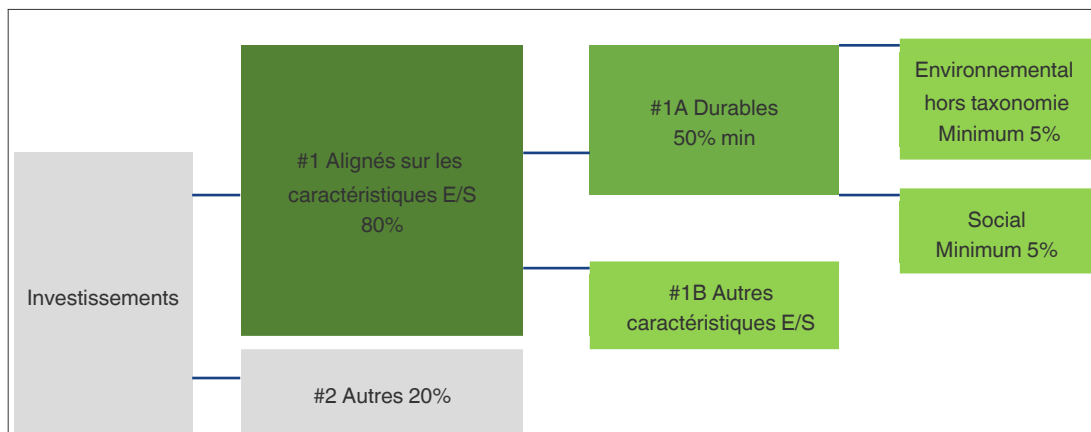 Investissements
#1 Alignés sur les
caractéristiques E/S
80%
#2 Autres 20%
#1A Durables
50% min
#1B Autres
caractéristiques E/S
Environnemental
hors taxonomie
Minimum 5%
Social
Minimum 5%